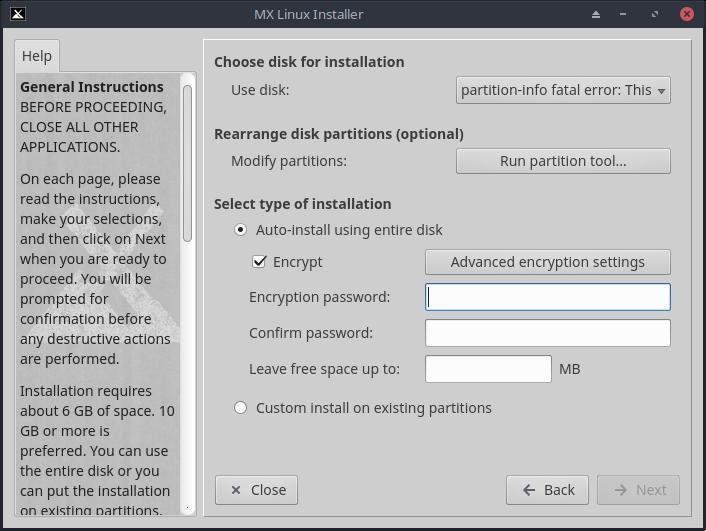 MX Linux Installer
Help
General Instructions
BEFORE PROCEEDING,
CLOSE ALL OTHER
APPLICATIONS.
On each page, please
read the instructions,
make your selections,
and then click on Next
when you are ready to
proceed. You will be
prompted for
confirmation before
any destructive actions
are performed.
Installation requires
about 6 GB of space. 10
GB or more is
preferred. You can use
the entire disk or you
can put the installation
on existing partitions.
Choose disk for installation
Use disk: partition-info fatal error: This
Rearrange disk partitions (optional)
Modify partitions: Run partition tool...
Select type of installation
Auto-install using entire disk
Encrypt Advanced encryption settings
Encryption password:
Confirm password:
Leave free space up to: MB
Custom install on existing partitions
Close Back Next